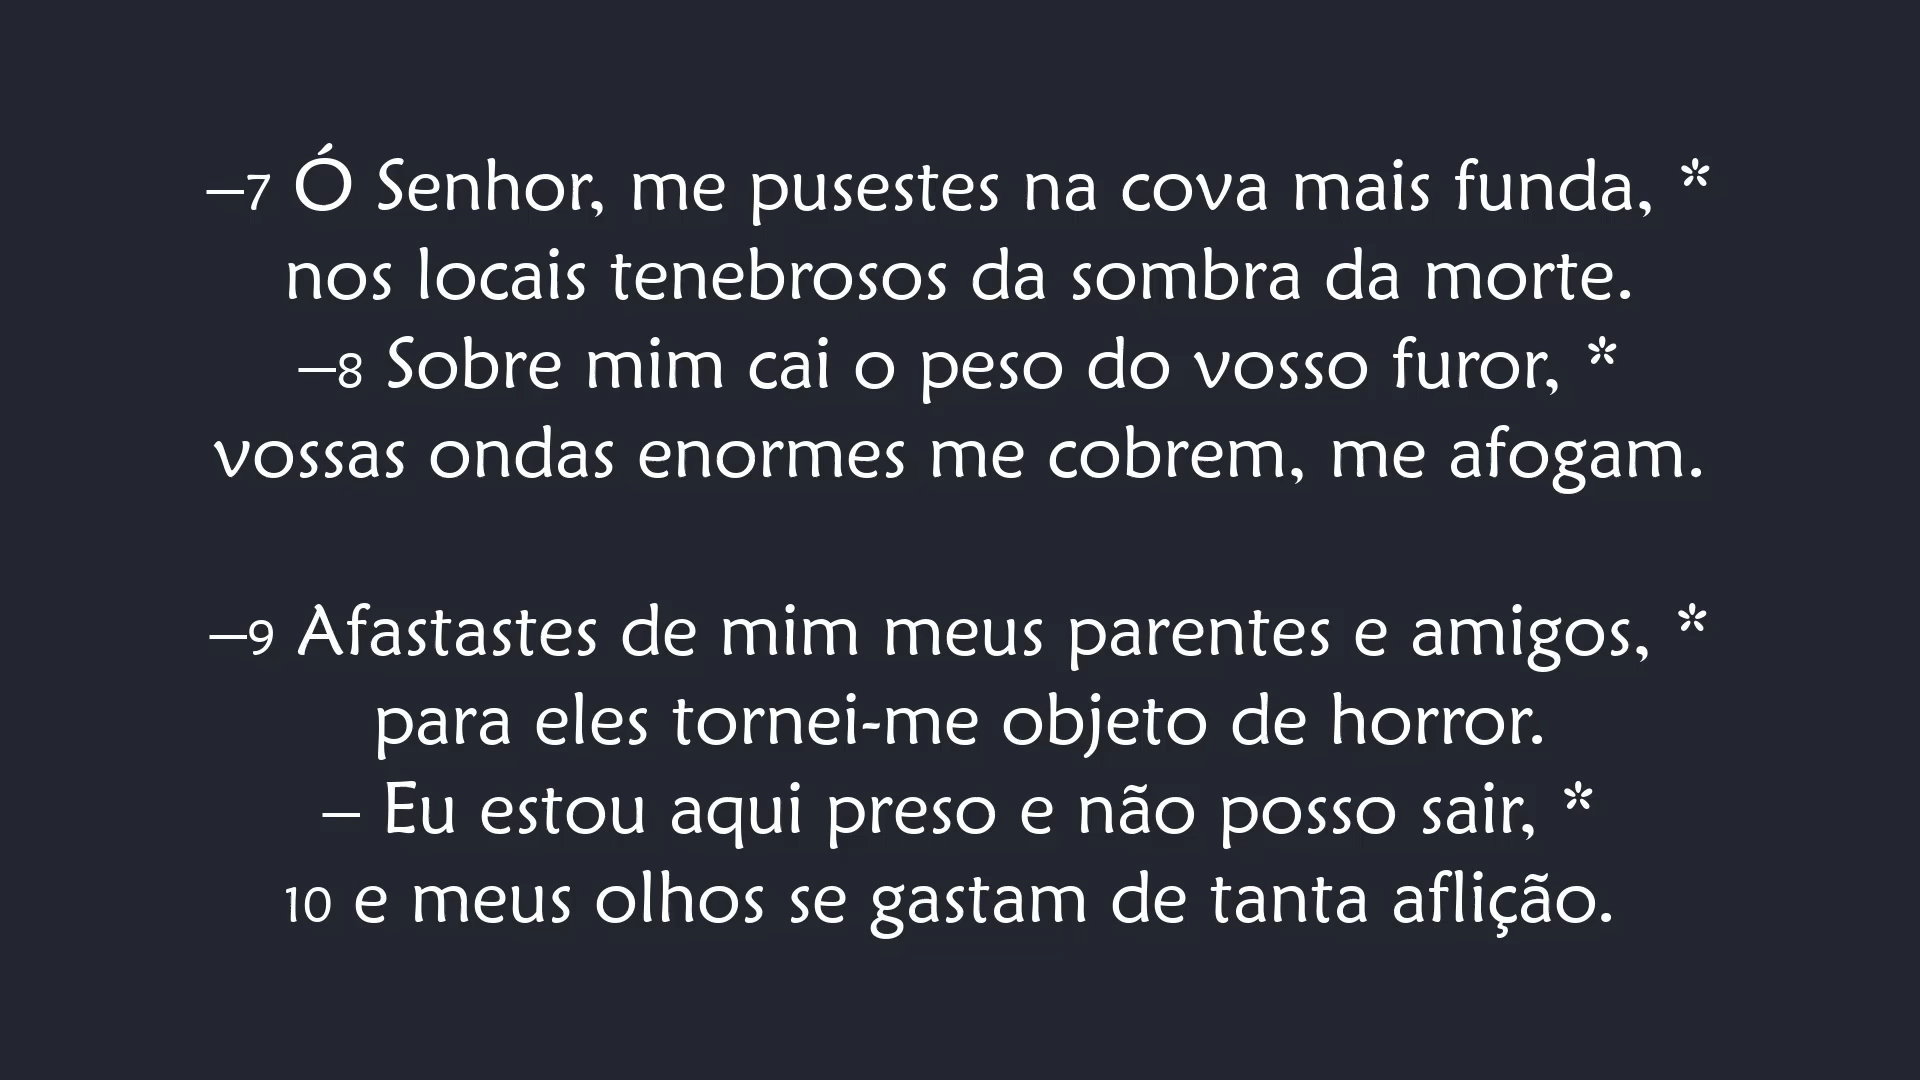 –7 Ó Senhor, me pusestes na cova mais funda, *
nos locais tenebrosos da sombra da morte.
–8 Sobre mim cai o peso do vosso furor, *
vossas ondas enormes me cobrem, me afogam.
–9 Afastastes de mim meus parentes e amigos, *
para eles tornei-me objeto de horror.
– Eu estou aqui preso e não posso sair, *
10 e meus olhos se gastam de tanta aflição.